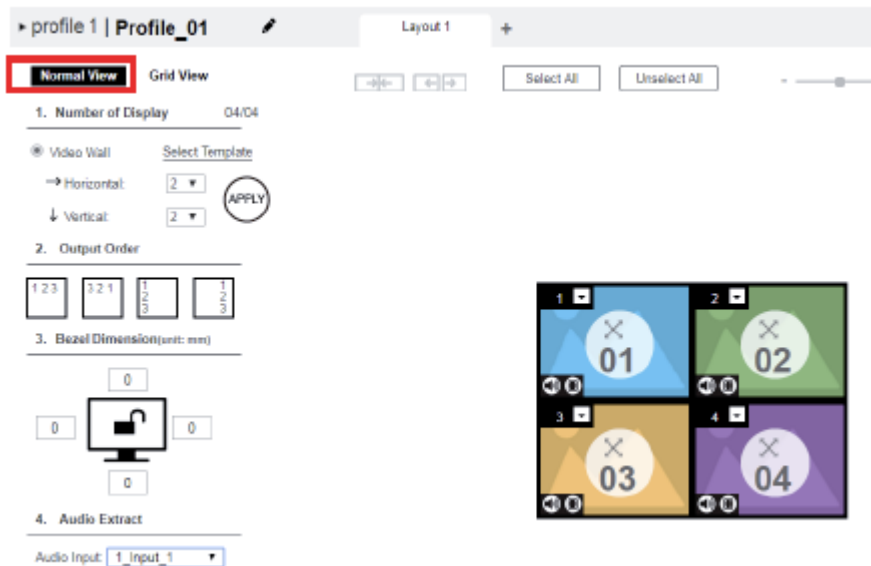 profile 1 | Profile_01
Layout 1 +
Normal View Grid View
Select All Unselect All
1. Number of Display 04/04
Video Wall Select Template
Horizontal: 2
APPLY
Vertical: 2
2. Output Order
1 2 3
3 2 1
1
2
3
1
2
3
3. Bezel Dimension(unit: mm)
0
0 0
0
4. Audio Extract
Audio Input: 1_Input_1
1 2
01 02
3 4
03 04